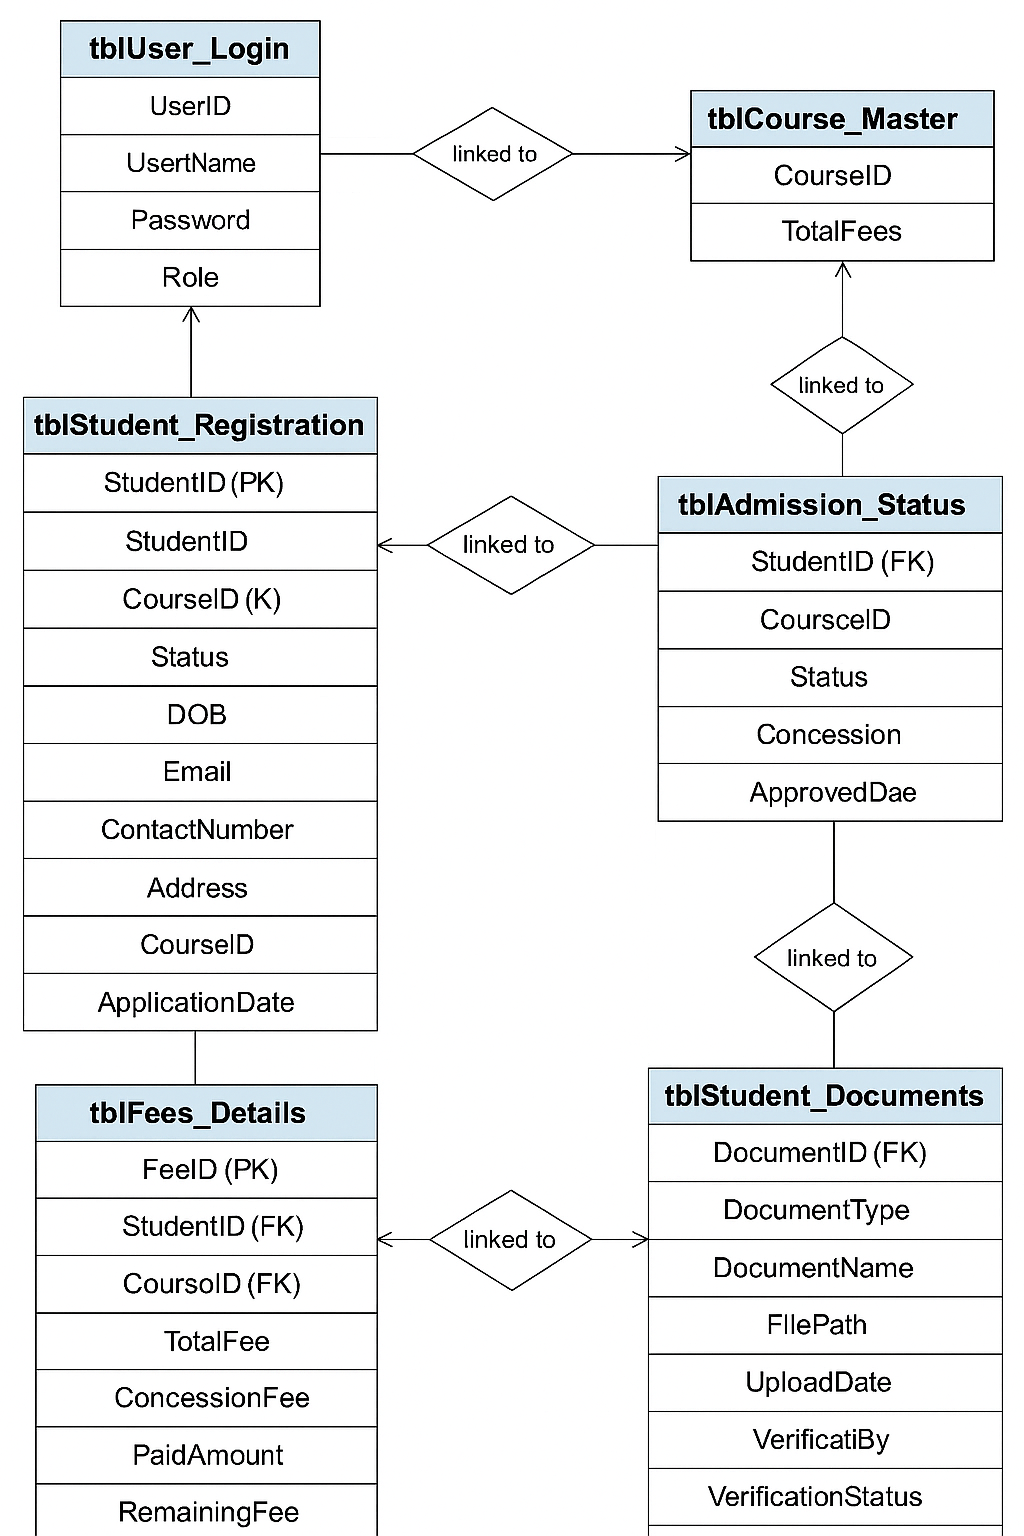 tblUser_Login
UserID
UsertName
Password
Role
linked to
tblCourse_Master
CourseID
TotalFees
linked to
tblStudent_Registration
StudentID (PK)
StudentID
CourseID (K)
Status
DOB
Email
ContactNumber
Address
CourseID
ApplicationDate
linked to
tblAdmission_Status
StudentID (FK)
CoursceID
Status
Concession
ApprovedDae
linked to
tblFees_Details
FeeID (PK)
StudentID (FK)
CoursoID (FK)
TotalFee
ConcessionFee
PaidAmount
RemainingFee
linked to
tblStudent_Documents
DocumentID (FK)
DocumentType
DocumentName
FIlePath
UploadDate
VerificatiBy
VerificationStatus